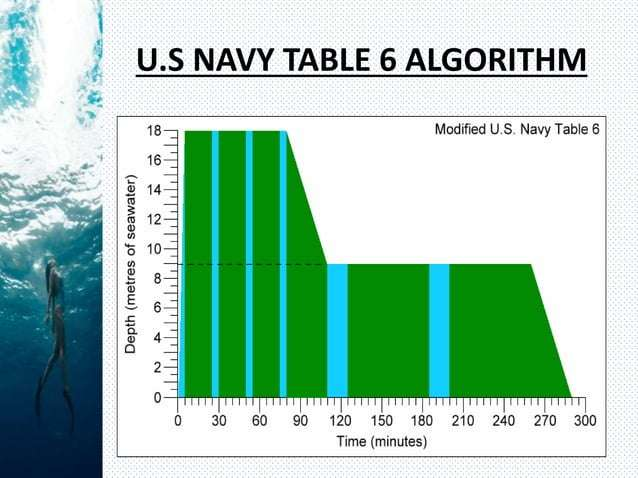 U.S NAVY TABLE 6 ALGORITHM
Modified U.S. Navy Table 6
Depth (metres of seawater)
18
16
14
12
10
8
6
4
2
0
0 30 60 90 120 150 180 210 240 270 300
Time (minutes)